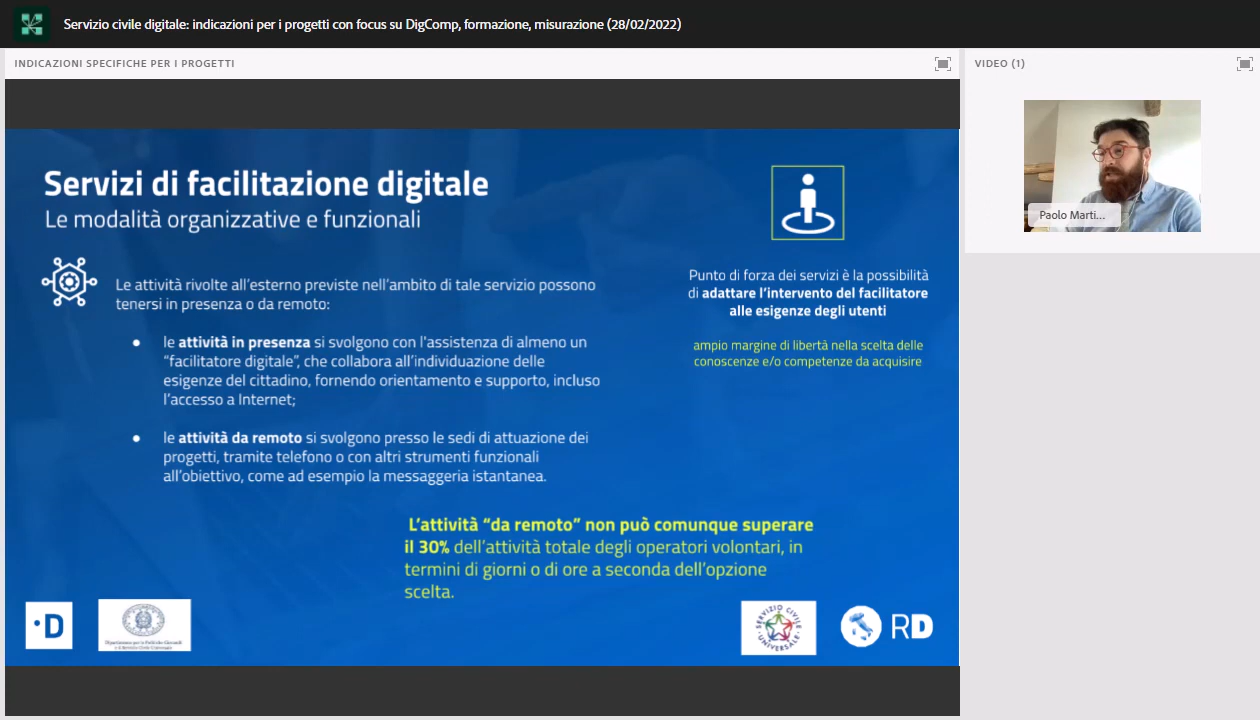 Servizio civile digitale: indicazioni per i progetti con focus su DigComp, formazione, misurazione (28/02/2022)
INDICAZIONI SPECIFICHE PER I PROGETTI
VIDEO (1)
Paolo Marti...
Servizi di facilitazione digitale
Le modalità organizzative e funzionali
Le attività rivolte all'esterno previste nell'ambito di tale servizio possono
tenersi in presenza o da remoto:
● le attività in presenza si svolgono con l'assistenza di almeno un
"facilitatore digitale", che collabora all'individuazione delle
esigenze del cittadino, fornendo orientamento e supporto, incluso
l'accesso a Internet;
● le attività da remoto si svolgono presso le sedi di attuazione dei
progetti, tramite telefono o con altri strumenti funzionali
all'obiettivo, come ad esempio la messaggeria istantanea.
Punto di forza dei servizi è la possibilità
di adattare l'intervento del facilitatore
alle esigenze degli utenti
ampio margine di libertà nella scelta delle
conoscenze e/o competenze da acquisire
L'attività "da remoto" non può comunque superare
il 30% dell'attività totale degli operatori volontari, in
termini di giorni o di ore a seconda dell'opzione
scelta.
·D
Dipartimento per le Politiche Giovanili
e il Servizio Civile Universale
SERVIZIO CIVILE
UNIVERSALE
RD